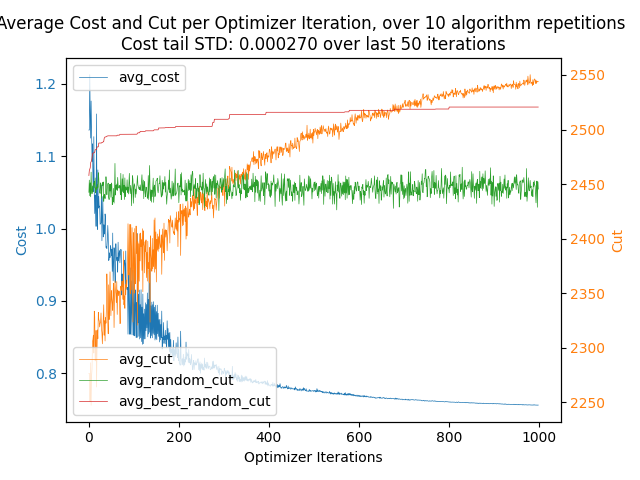 Average Cost and Cut per Optimizer Iteration, over 10 algorithm repetitions
Cost tail STD: 0.000270 over last 50 iterations
avg_cost
1.2
1.1
1.0
0.9
0.8
Cost
2550
2500
2450
2400
2350
2300
2250
Cut
avg_cut
avg_random_cut
avg_best_random_cut
0
200
400
600
800
1000
Optimizer Iterations